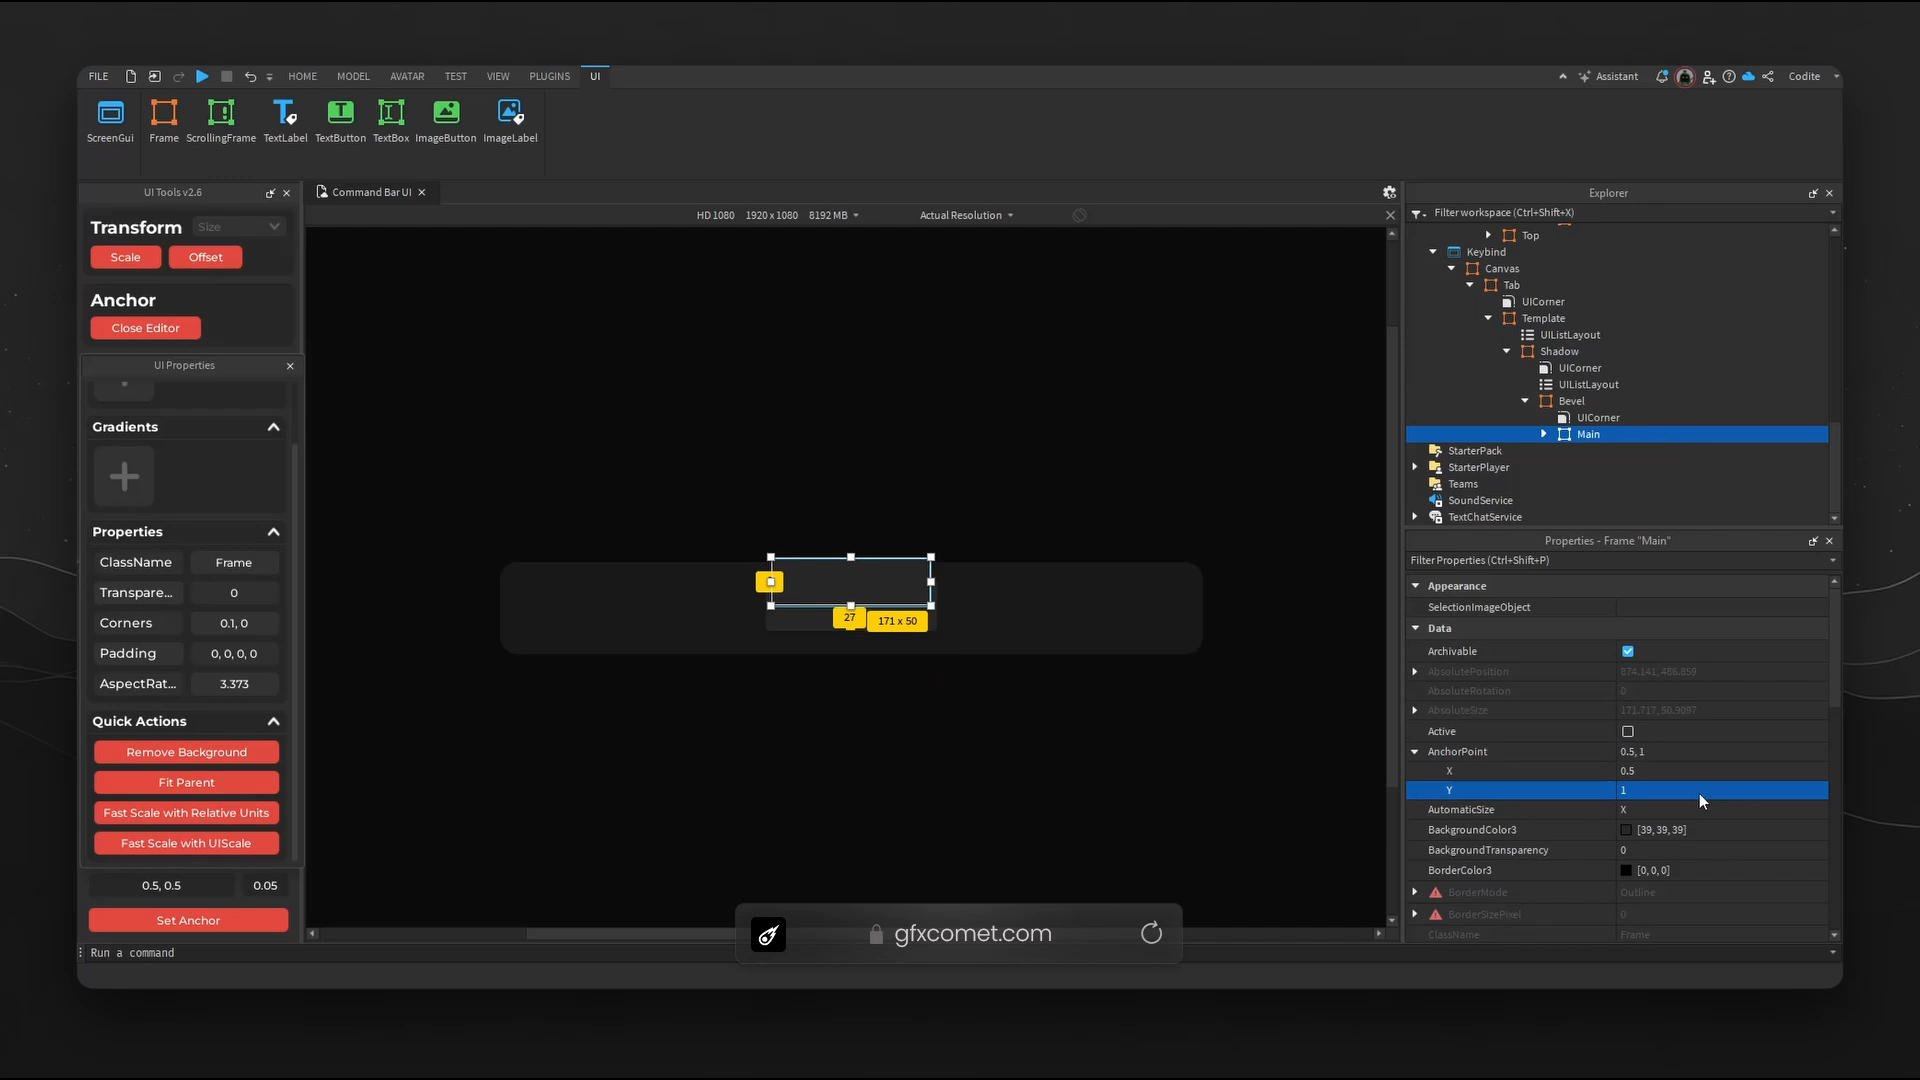 FILE HOME MODEL AVATAR TEST VIEW PLUGINS UI Assistant Codite
ScreenGui Frame ScrollingFrame TextLabel TextButton TextBox ImageButton ImageLabel
UI Tools v2.6
Transform Size
Scale Offset
Anchor
Close Editor
UI Properties
Gradients
Properties
ClassName Frame
Transpare... 0
Corners 0.1, 0
Padding 0, 0, 0, 0
AspectRat... 3.373
Quick Actions
Remove Background
Fit Parent
Fast Scale with Relative Units
Fast Scale with UIScale
0.5, 0.5 0.05
Set Anchor
Run a command
Command Bar UI
HD 1080 1920 x 1080 8192 MB Actual Resolution
27
171 x 50
gfxcomet.com
Explorer
Filter workspace (Ctrl+Shift+X)
Top
Keybind
Canvas
Tab
UICorner
Template
UIListLayout
Shadow
UICorner
UIListLayout
Bevel
UICorner
Main
StarterPack
StarterPlayer
Teams
SoundService
TextChatService
Properties - Frame "Main"
Filter Properties (Ctrl+Shift+P)
Appearance
SelectionImageObject
Data
Archivable
AbsolutePosition 874.141, 486.859
AbsoluteRotation 0
AbsoluteSize 171.717, 50.9097
Active
AnchorPoint 0.5, 1
X 0.5
Y 1
AutomaticSize X
BackgroundColor3 [39, 39, 39]
BackgroundTransparency 0
BorderColor3 [0, 0, 0]
BorderMode Outline
BorderSizePixel 0
ClassName Frame